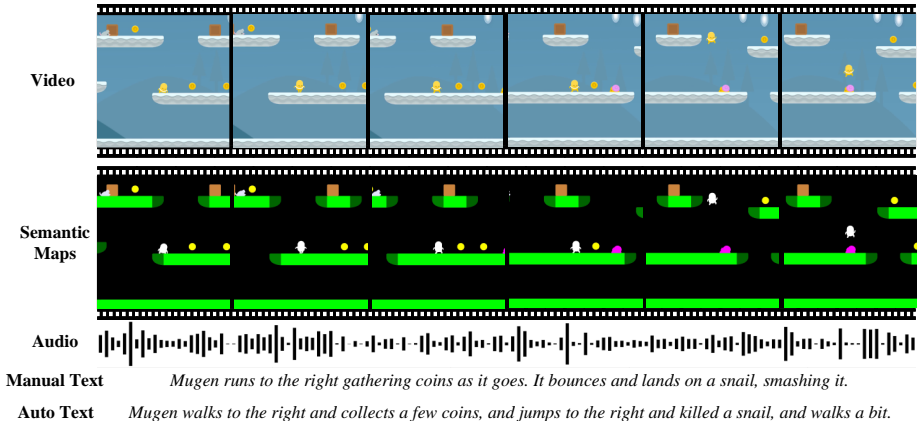 Video
Semantic
Maps
Audio
Manual Text Mugen runs to the right gathering coins as it goes. It bounces and lands on a snail, smashing it.
Auto Text Mugen walks to the right and collects a few coins, and jumps to the right and killed a snail, and walks a bit.